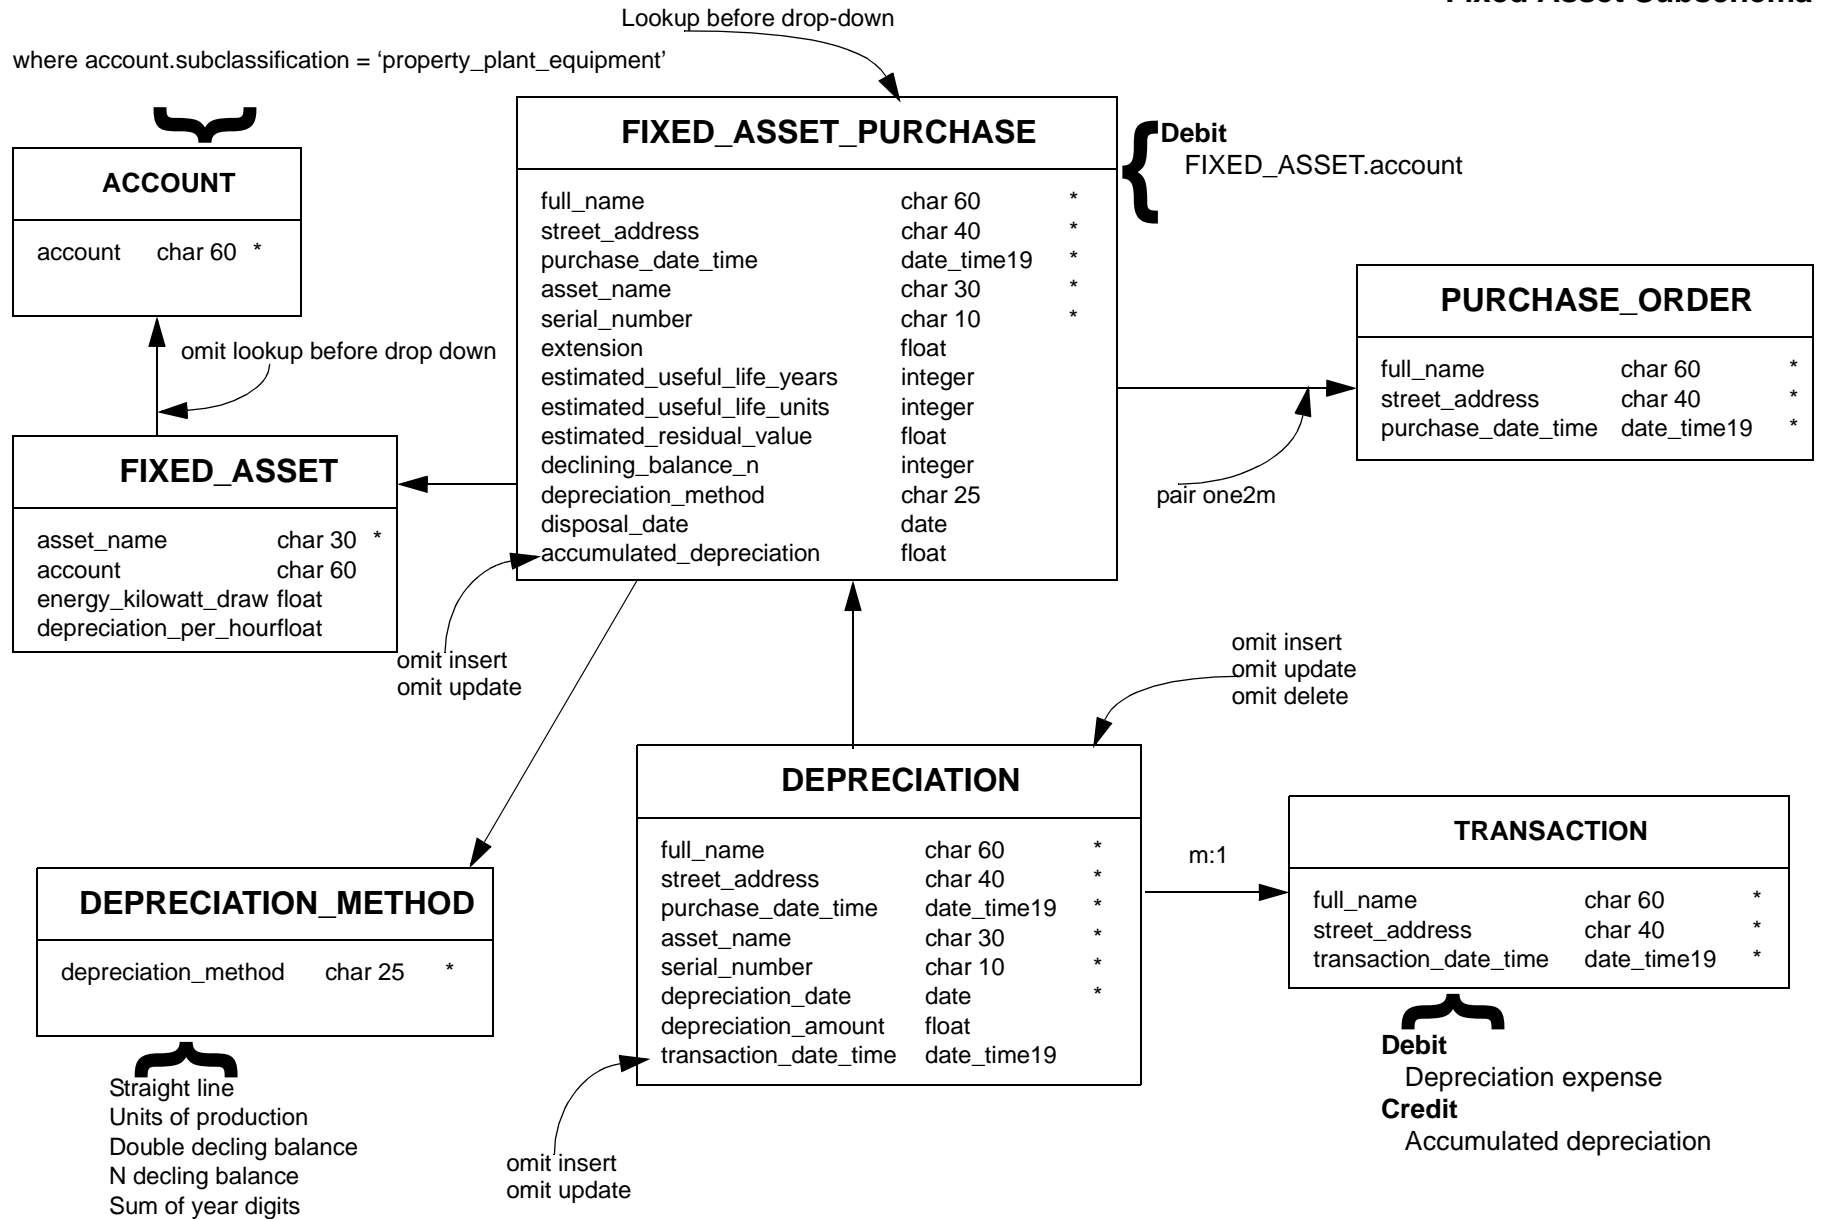 Fixed Asset Subschema
Lookup before drop-down
where account.subclassification = ‘property_plant_equipment’
ACCOUNT
account char 60 *
omit lookup before drop down
FIXED_ASSET_PURCHASE
full_name char 60 *
street_address char 40 *
purchase_date_time date_time19 *
asset_name char 30 *
serial_number char 10 *
extension float
estimated_useful_life_years integer
estimated_useful_life_units integer
estimated_residual_value float
declining_balance_n integer
depreciation_method char 25
disposal_date date
accumulated_depreciation float
Debit
FIXED_ASSET.account
PURCHASE_ORDER
full_name char 60 *
street_address char 40 *
purchase_date_time date_time19 *
pair one2m
FIXED_ASSET
asset_name char 30 *
account char 60
energy_kilowatt_draw float
depreciation_per_hourfloat
omit insert
omit update
omit insert
omit update
omit delete
DEPRECIATION
full_name char 60 *
street_address char 40 *
purchase_date_time date_time19 *
asset_name char 30 *
serial_number char 10 *
depreciation_date date *
depreciation_amount float
transaction_date_time date_time19
m:1
TRANSACTION
full_name char 60 *
street_address char 40 *
transaction_date_time date_time19 *
Debit
Depreciation expense
Credit
Accumulated depreciation
DEPRECIATION_METHOD
depreciation_method char 25 *
Straight line
Units of production
Double decling balance
N decling balance
Sum of year digits
omit insert
omit update